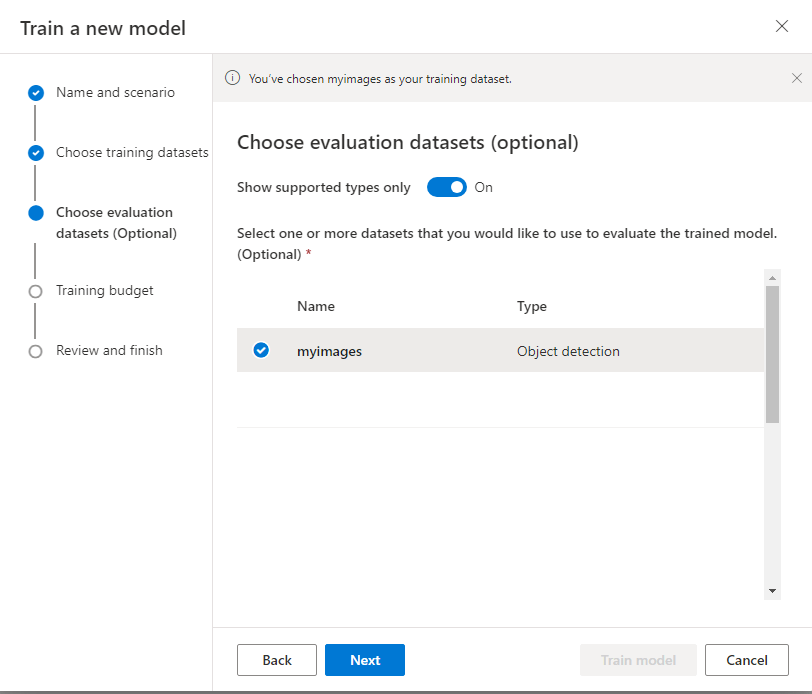 Train a new model
Name and scenario
Choose training datasets
Choose evaluation
datasets (Optional)
Training budget
Review and finish
You've chosen myimages as your training dataset.
Choose evaluation datasets (optional)
Show supported types only On
Select one or more datasets that you would like to use to evaluate the trained model.
(Optional) *
Name Type
myimages Object detection
Back Next Train model Cancel